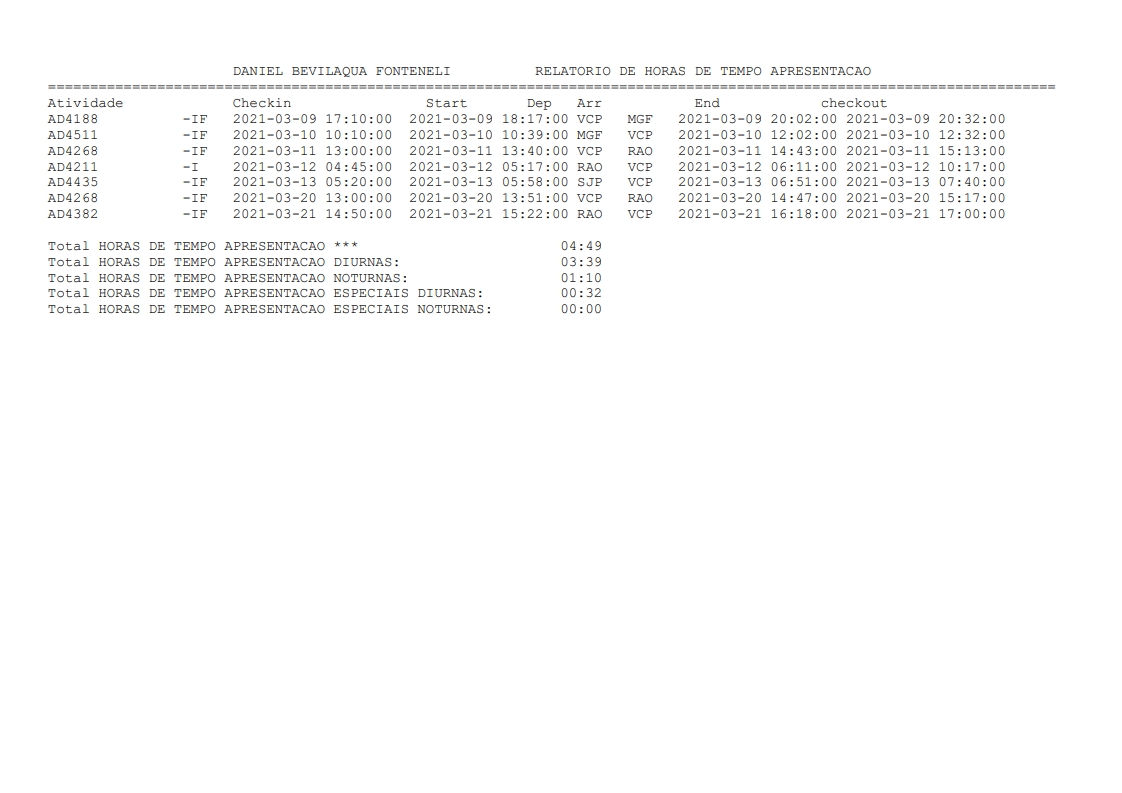 DANIEL BEVILAQUA FONTENELI          RELATORIO DE HORAS DE TEMPO APRESENTACAO
========================================================================================================================
Atividade             Checkin                Start       Dep   Arr           End            checkout
AD4188          -IF   2021-03-09 17:10:00  2021-03-09 18:17:00 VCP   MGF   2021-03-09 20:02:00 2021-03-09 20:32:00
AD4511          -IF   2021-03-10 10:10:00  2021-03-10 10:39:00 MGF   VCP   2021-03-10 12:02:00 2021-03-10 12:32:00
AD4268          -IF   2021-03-11 13:00:00  2021-03-11 13:40:00 VCP   RAO   2021-03-11 14:43:00 2021-03-11 15:13:00
AD4211          -I    2021-03-12 04:45:00  2021-03-12 05:17:00 RAO   VCP   2021-03-12 06:11:00 2021-03-12 10:17:00
AD4435          -IF   2021-03-13 05:20:00  2021-03-13 05:58:00 SJP   VCP   2021-03-13 06:51:00 2021-03-13 07:40:00
AD4268          -IF   2021-03-20 13:00:00  2021-03-20 13:51:00 VCP   RAO   2021-03-20 14:47:00 2021-03-20 15:17:00
AD4382          -IF   2021-03-21 14:50:00  2021-03-21 15:22:00 RAO   VCP   2021-03-21 16:18:00 2021-03-21 17:00:00
Total HORAS DE TEMPO APRESENTACAO ***                        04:49
Total HORAS DE TEMPO APRESENTACAO DIURNAS:                   03:39
Total HORAS DE TEMPO APRESENTACAO NOTURNAS:                  01:10
Total HORAS DE TEMPO APRESENTACAO ESPECIAIS DIURNAS:         00:32
Total HORAS DE TEMPO APRESENTACAO ESPECIAIS NOTURNAS:        00:00